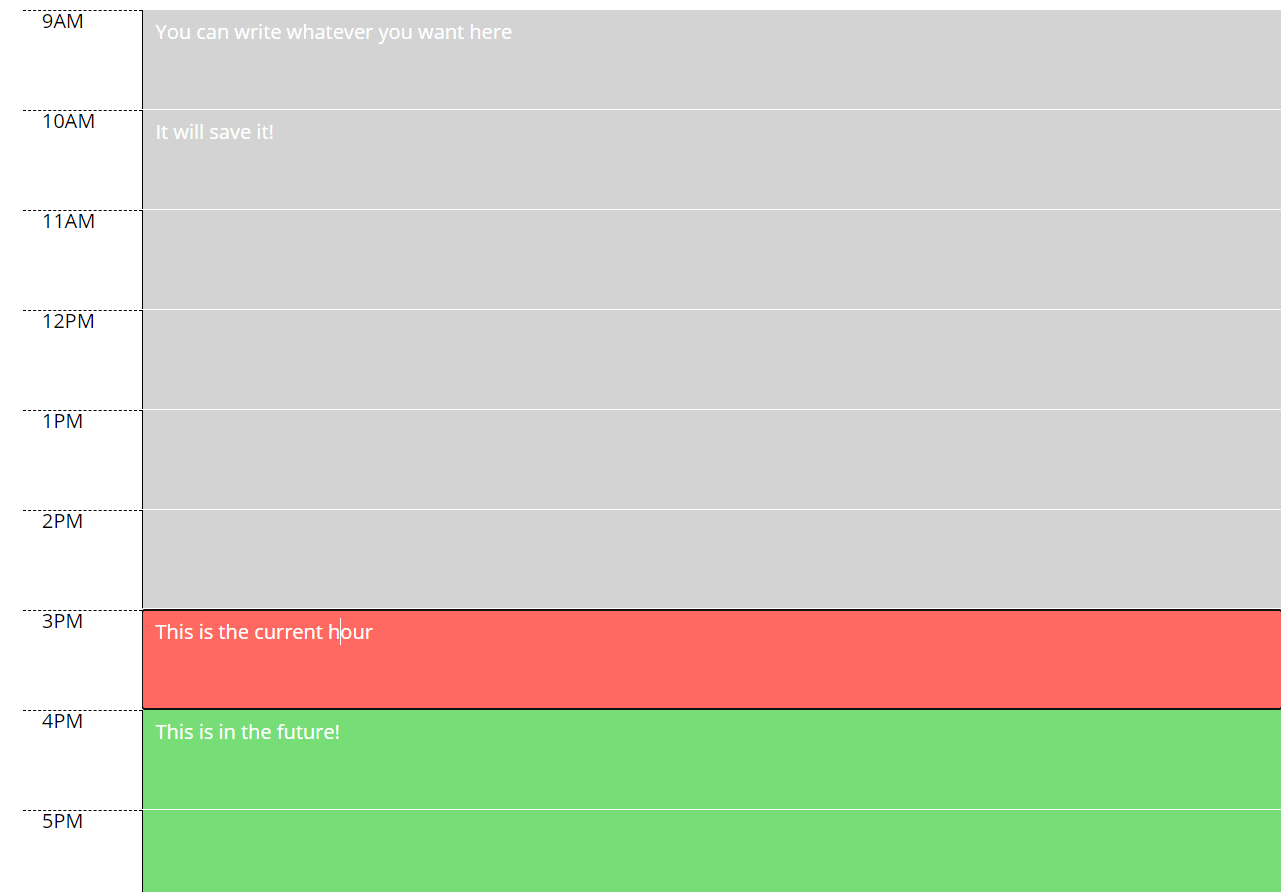 9AM You can write whatever you want here
10AM It will save it!
11AM
12PM
1PM
2PM
3PM This is the current hour
4PM This is in the future!
5PM